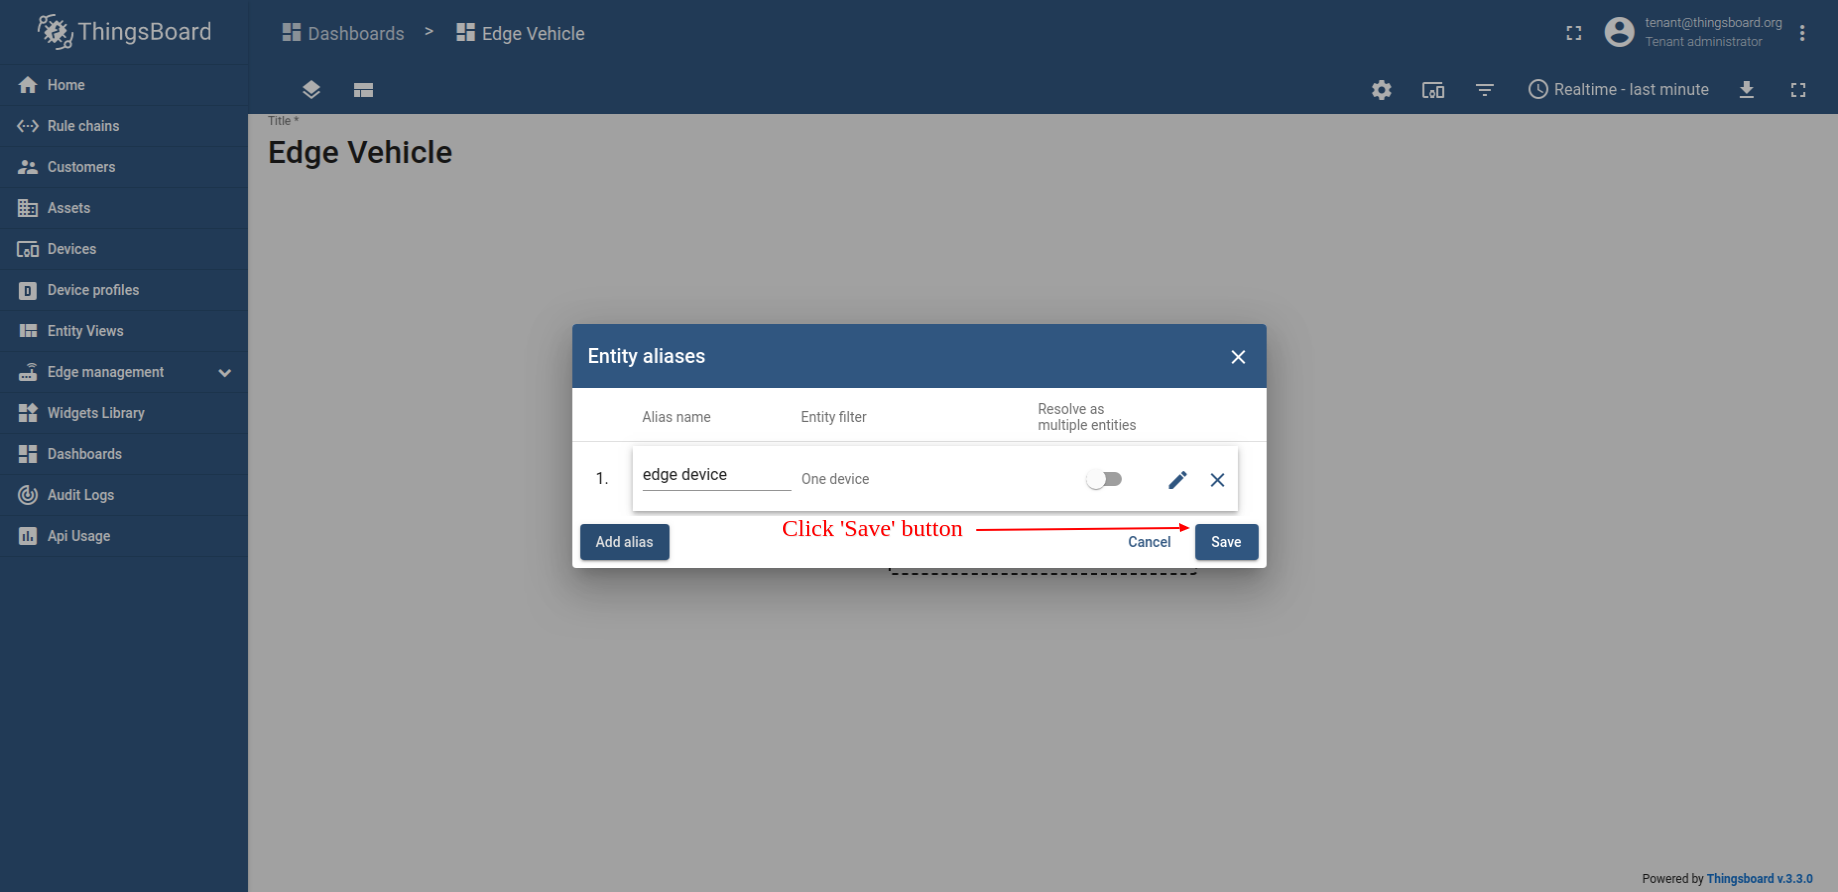 ThingsBoard
Dashboards > Edge Vehicle
tenant@thingsboard.org
Tenant administrator
Home
Rule chains
Customers
Assets
Devices
Device profiles
Entity Views
Edge management
Widgets Library
Dashboards
Audit Logs
Api Usage
Realtime - last minute
Title *
Edge Vehicle
Entity aliases
Alias name
Entity filter
Resolve as
multiple entities
1.
edge device
One device
Click 'Save' button
Add alias
Cancel
Save
Powered by Thingsboard v.3.3.0